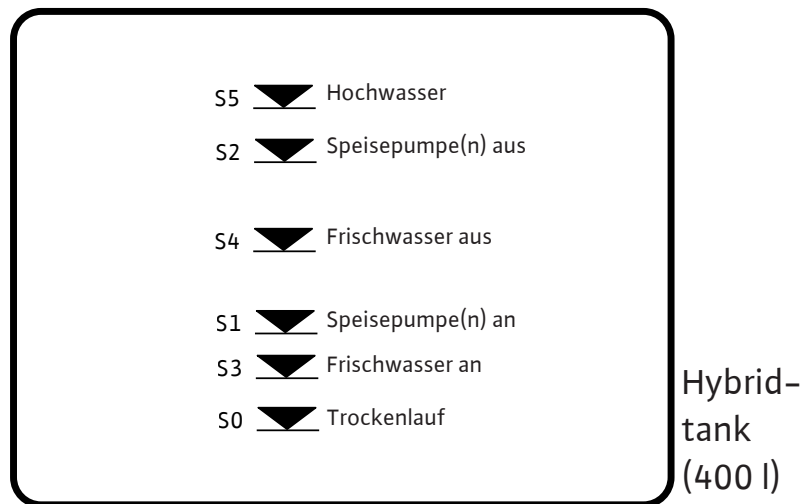 S5 Hochwasser
S2 Speisepumpe(n) aus
S4 Frischwasser aus
S1 Speisepumpe(n) an
S3 Frischwasser an
S0 Trockenlauf
Hybrid-
tank
(400 l)